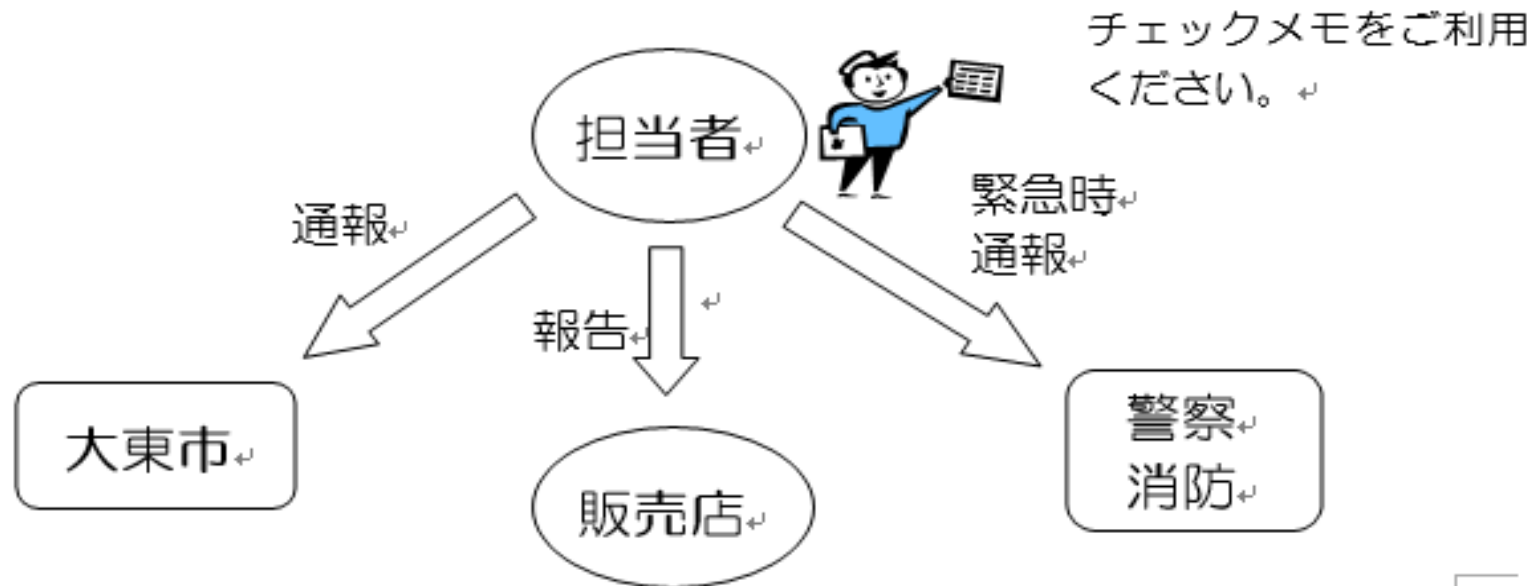 チェックメモをご利用
ください。
担当者
緊急時
通報
通報
報告
大東市
警察
消防
販売店